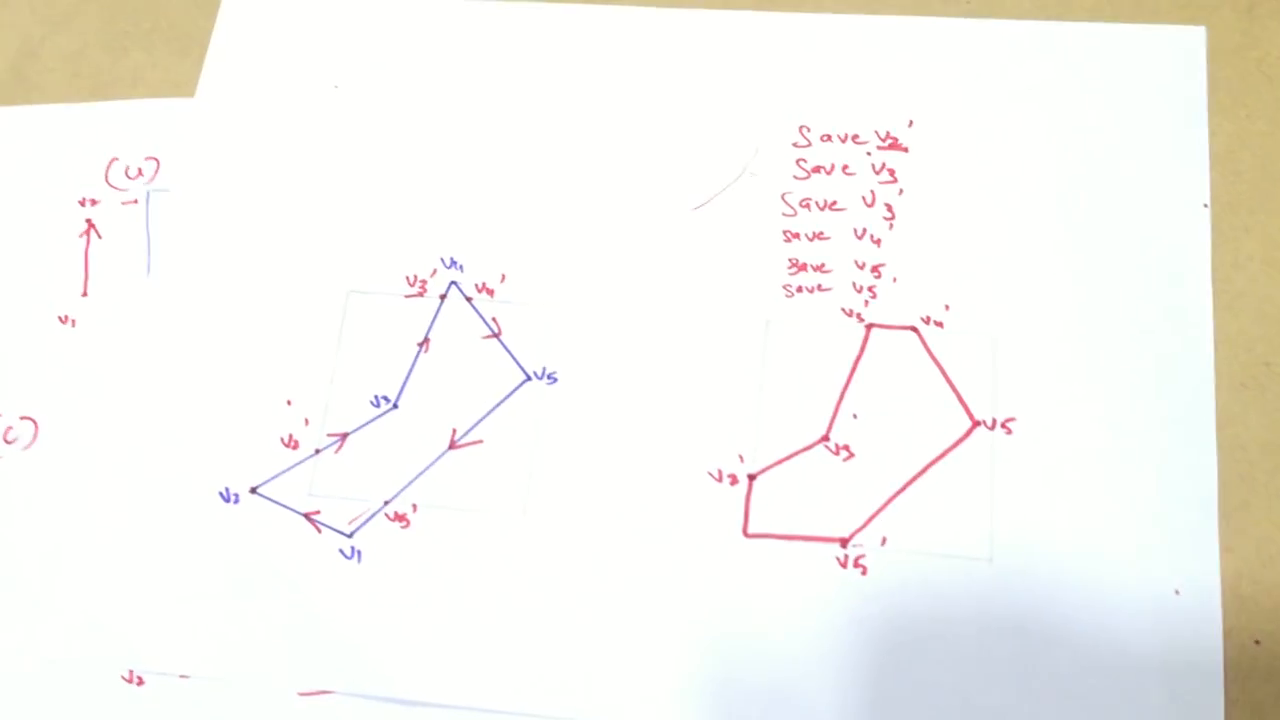 Save v2'
Save v3
Save v3'
save v4'
save v5
save v5'
(a)
v2
v1
v4
v3'
v4'
v5
v3
v2'
v2
v5'
v1
v3'
v4'
v5
v3
v2'
v5'
(c)
v2